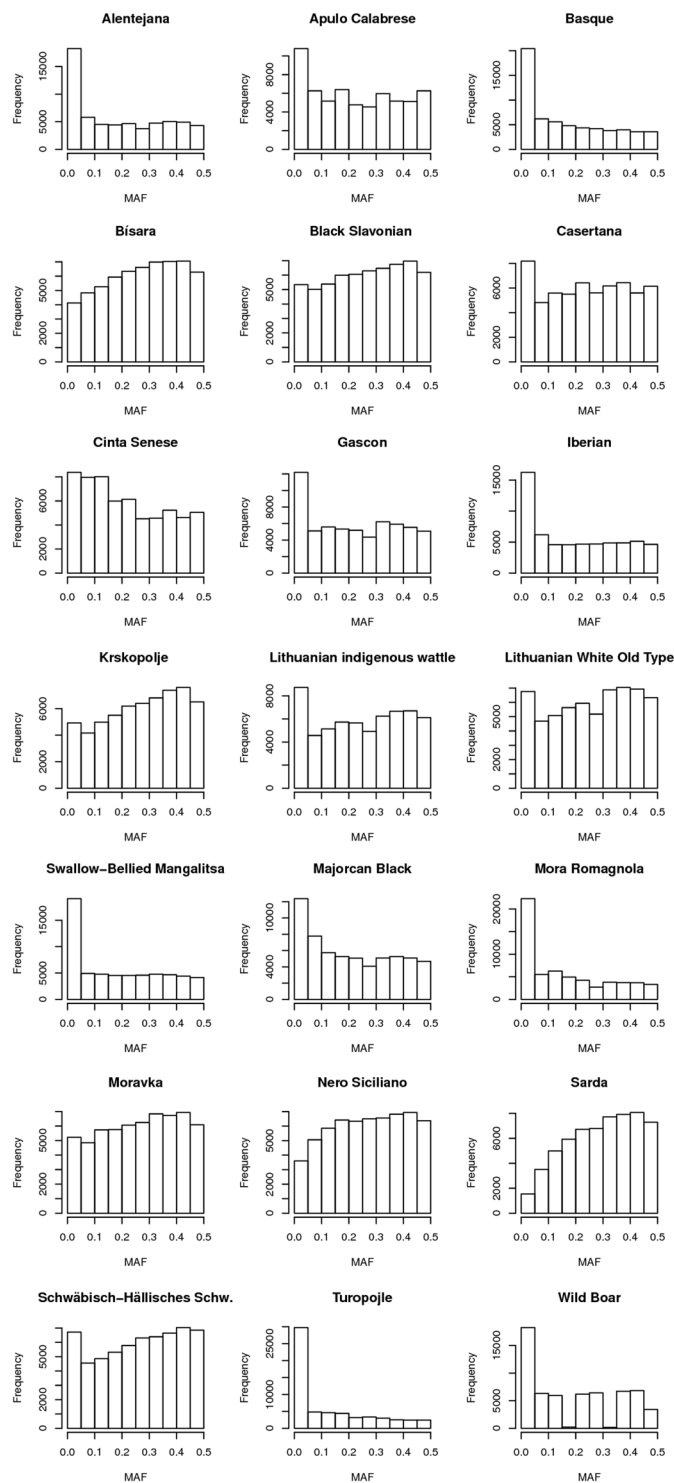 Alentejana Apulo Calabrese Basque
Frequency 0 5000 15000 Frequency 0 4000 8000 Frequency 0 5000 15000
0.0 0.1 0.2 0.3 0.4 0.5 0.0 0.1 0.2 0.3 0.4 0.5 0.0 0.1 0.2 0.3 0.4 0.5
MAF MAF MAF
Bísara Black Slavonian Casertana
Frequency 0 2000 5000 Frequency 0 2000 5000 Frequency 0 2000 6000
0.0 0.1 0.2 0.3 0.4 0.5 0.0 0.1 0.2 0.3 0.4 0.5 0.0 0.1 0.2 0.3 0.4 0.5
MAF MAF MAF
Cinta Senese Gascon Iberian
Frequency 0 2000 6000 Frequency 0 4000 8000 Frequency 0 5000 15000
0.0 0.1 0.2 0.3 0.4 0.5 0.0 0.1 0.2 0.3 0.4 0.5 0.0 0.1 0.2 0.3 0.4 0.5
MAF MAF MAF
Krskopolje Lithuanian indigenous wattle Lithuanian White Old Type
Frequency 0 2000 6000 Frequency 0 4000 8000 Frequency 0 2000 5000
0.0 0.1 0.2 0.3 0.4 0.5 0.0 0.1 0.2 0.3 0.4 0.5 0.0 0.1 0.2 0.3 0.4 0.5
MAF MAF MAF
Swallow−Bellied Mangalitsa Majorcan Black Mora Romagnola
Frequency 0 5000 15000 Frequency 0 4000 10000 Frequency 0 10000 20000
0.0 0.1 0.2 0.3 0.4 0.5 0.0 0.1 0.2 0.3 0.4 0.5 0.0 0.1 0.2 0.3 0.4 0.5
MAF MAF MAF
Moravka Nero Siciliano Sarda
Frequency 0 2000 5000 Frequency 0 2000 5000 Frequency 0 2000 6000
0.0 0.1 0.2 0.3 0.4 0.5 0.0 0.1 0.2 0.3 0.4 0.5 0.0 0.1 0.2 0.3 0.4 0.5
MAF MAF MAF
Schwäbisch−Hällisches Schw. Turopojle Wild Boar
Frequency 0 2000 5000 Frequency 0 10000 25000 Frequency 0 5000 15000
0.0 0.1 0.2 0.3 0.4 0.5 0.0 0.1 0.2 0.3 0.4 0.5 0.0 0.1 0.2 0.3 0.4 0.5
MAF MAF MAF